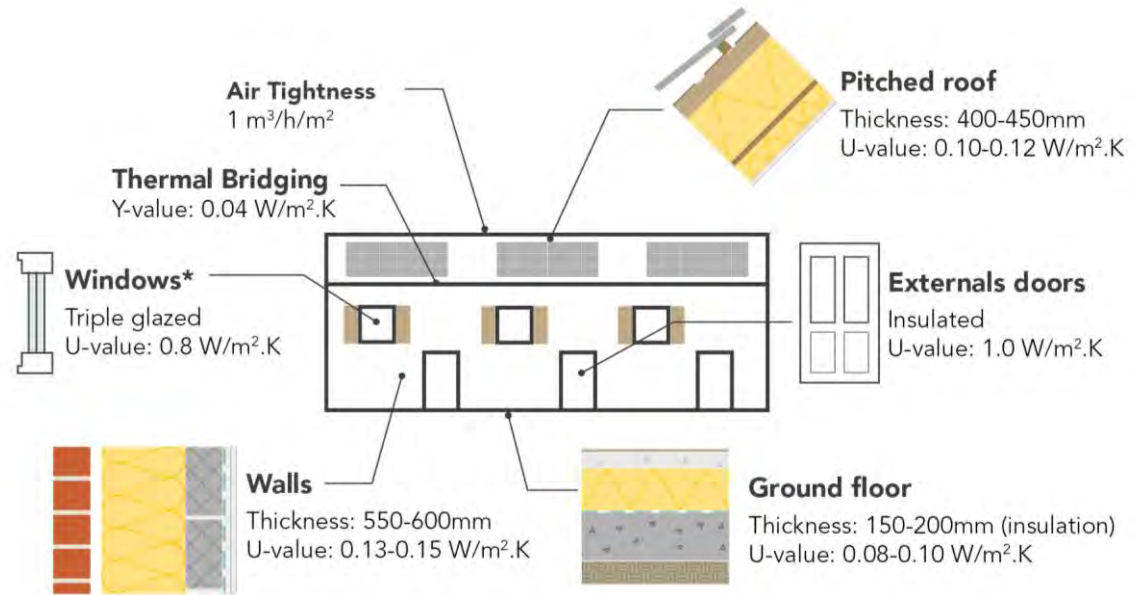 Air Tightness
1 m³/h/m²
Pitched roof
Thickness: 400-450mm
U-value: 0.10-0.12 W/m².K
Thermal Bridging
Y-value: 0.04 W/m².K
Windows*
Triple glazed
U-value: 0.8 W/m².K
Externals doors
Insulated
U-value: 1.0 W/m².K
Walls
Thickness: 550-600mm
U-value: 0.13-0.15 W/m².K
Ground floor
Thickness: 150-200mm (insulation)
U-value: 0.08-0.10 W/m².K